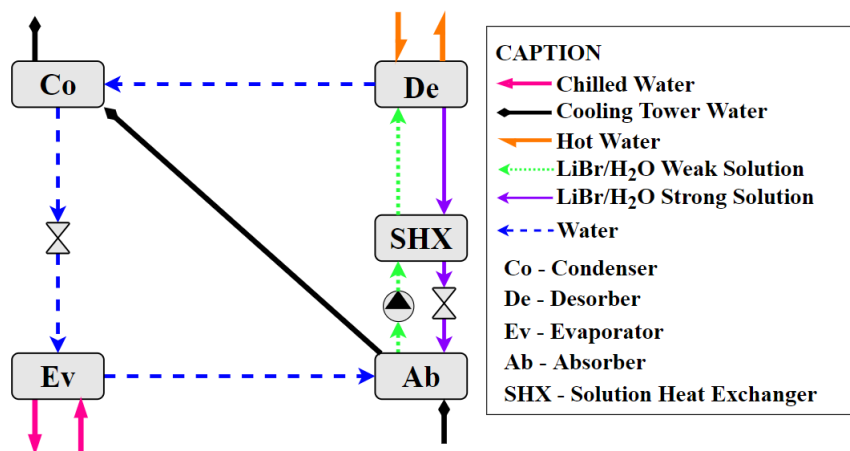 Co
De
SHX
Ev
Ab
CAPTION
Chilled Water
Cooling Tower Water
Hot Water
LiBr/H₂O Weak Solution
LiBr/H₂O Strong Solution
Water
Co - Condenser
De - Desorber
Ev - Evaporator
Ab - Absorber
SHX - Solution Heat Exchanger